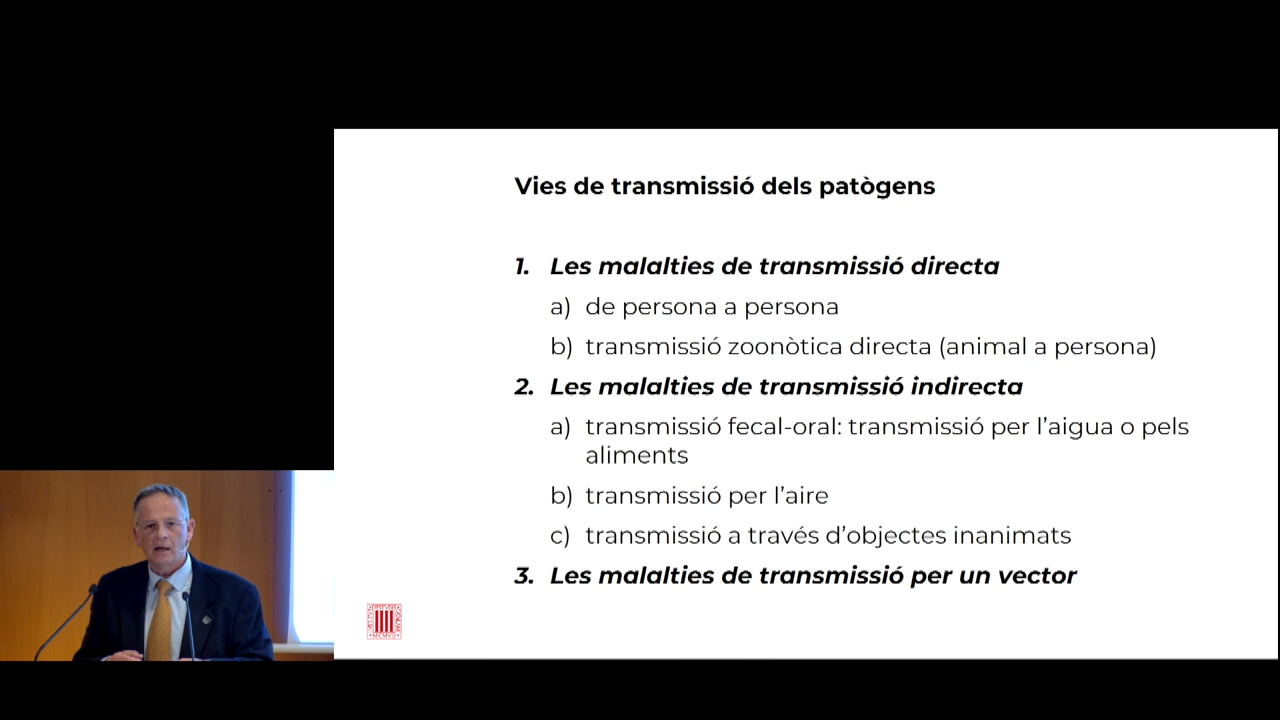 Vies de transmissió dels patògens
1. Les malalties de transmissió directa
a) de persona a persona
b) transmissió zoonòtica directa (animal a persona)
2. Les malalties de transmissió indirecta
a) transmissió fecal-oral: transmissió per l’aigua o pels
aliments
b) transmissió per l’aire
c) transmissió a través d’objectes inanimats
3. Les malalties de transmissió per un vector